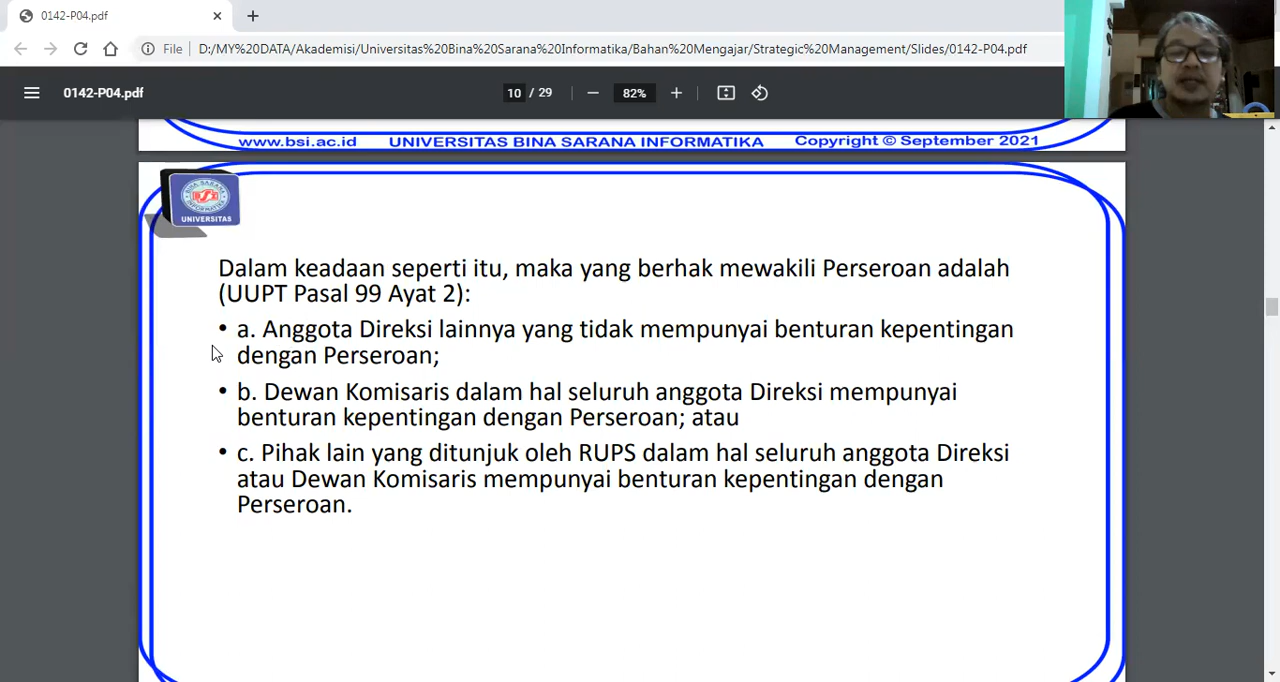 0142-P04.pdf
File
D:/MY%20DATA/Akademisi/Universitas%20Bina%20Sarana%20Informatika/Bahan%20Mengajar/Strategic%20Management/Slides/0142-P04.pdf
0142-P04.pdf
10 / 29
82%
www.bsi.ac.id UNIVERSITAS BINA SARANA INFORMATIKA Copyright © September 2021
BINA SARANA
INFORMATIKA
UNIVERSITAS
Dalam keadaan seperti itu, maka yang berhak mewakili Perseroan adalah
(UUPT Pasal 99 Ayat 2):
• a. Anggota Direksi lainnya yang tidak mempunyai benturan kepentingan
dengan Perseroan;
• b. Dewan Komisaris dalam hal seluruh anggota Direksi mempunyai
benturan kepentingan dengan Perseroan; atau
• c. Pihak lain yang ditunjuk oleh RUPS dalam hal seluruh anggota Direksi
atau Dewan Komisaris mempunyai benturan kepentingan dengan
Perseroan.